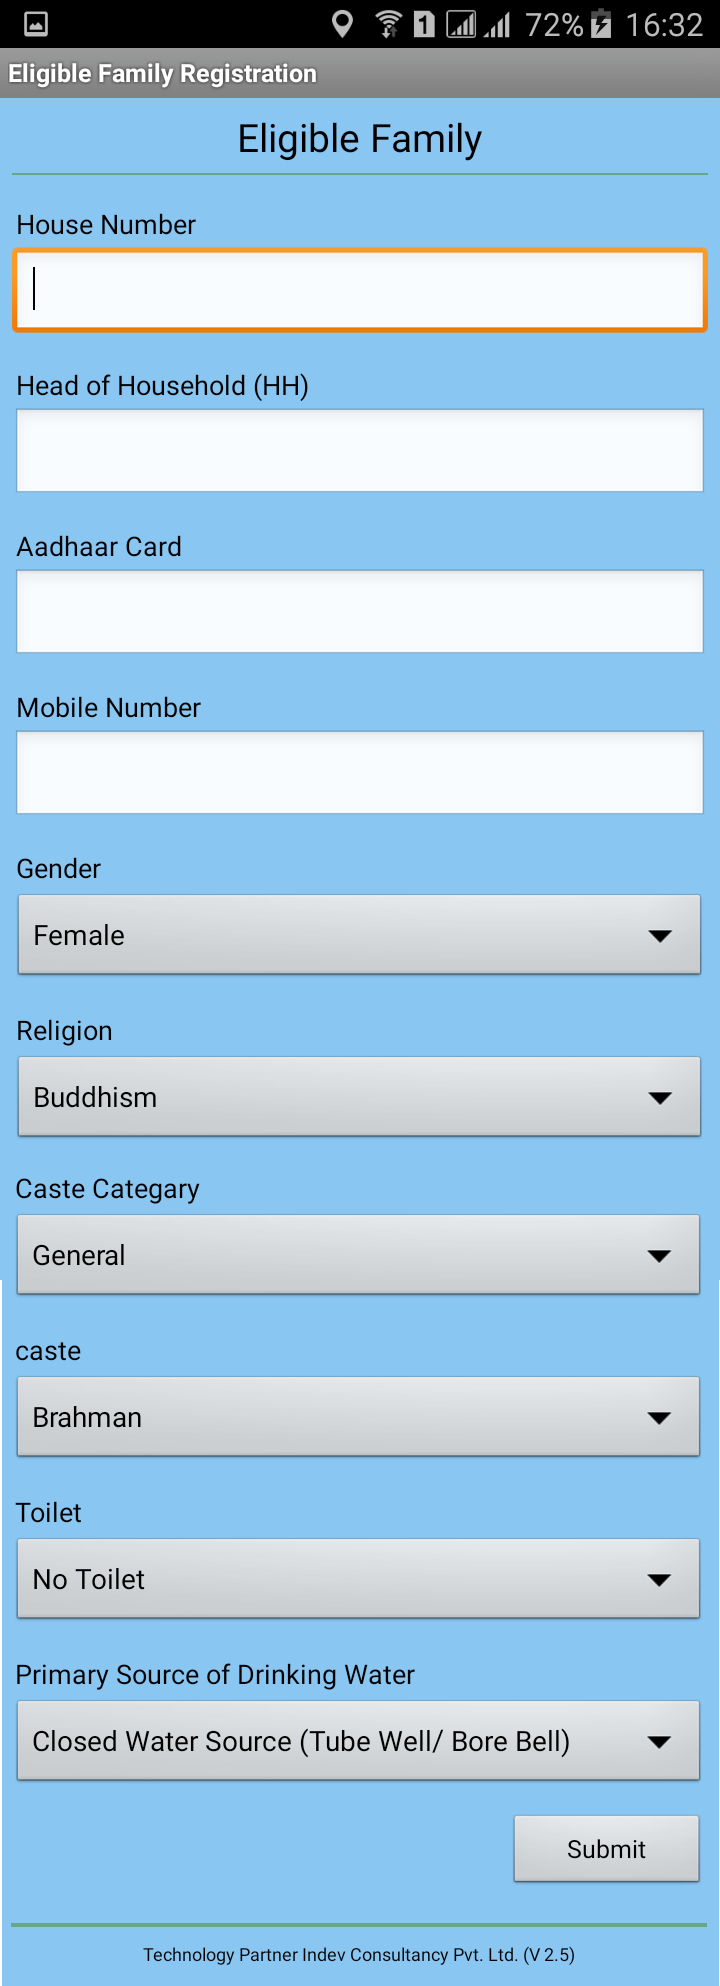 72% 16:32
Eligible Family Registration
Eligible Family
House Number
Head of Household (HH)
Aadhaar Card
Mobile Number
Gender
Female
Religion
Buddhism
Caste Categary
General
caste
Brahman
Toilet
No Toilet
Primary Source of Drinking Water
Closed Water Source (Tube Well/ Bore Bell)
Submit
Technology Partner Indev Consultancy Pvt. Ltd. (V 2.5)